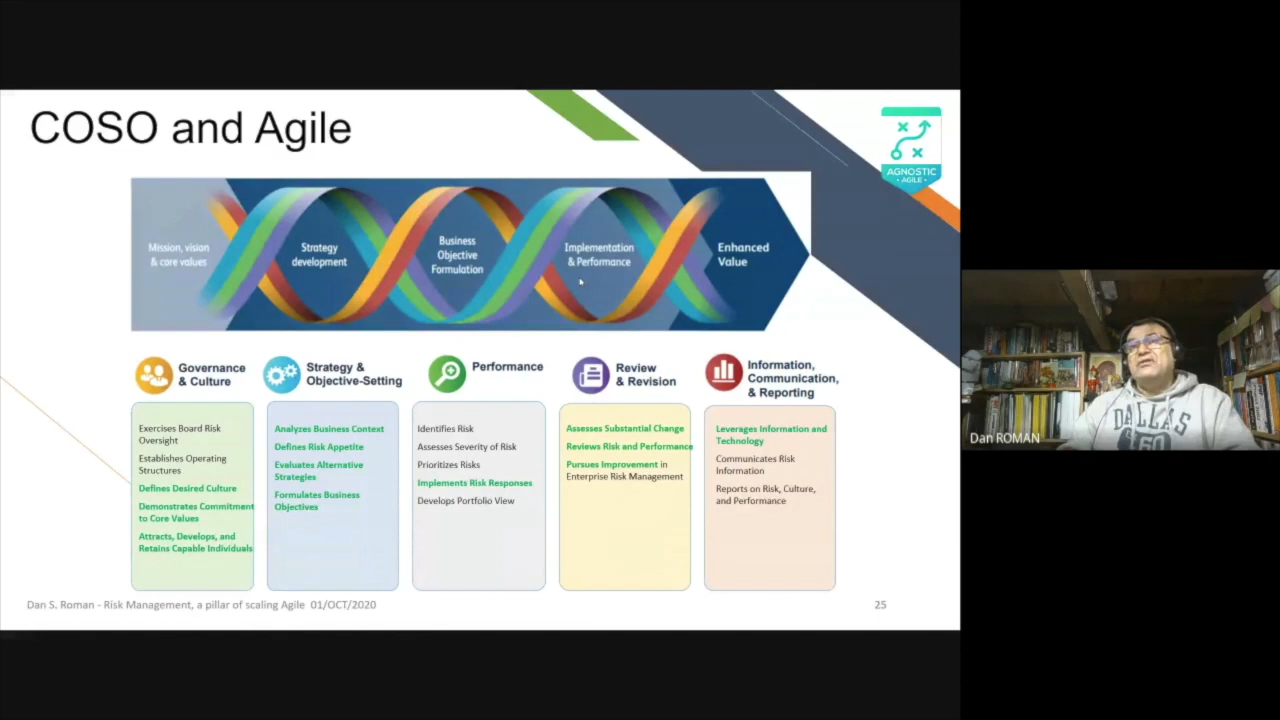 COSO and Agile
AGNOSTIC
• AGILE •
Mission, vision
& core values
Strategy
development
Business
Objective
Formulation
Implementation
& Performance
Enhanced
Value
Governance
& Culture
Strategy &
Objective-Setting
Performance
Review
& Revision
Information,
Communication,
& Reporting
Exercises Board Risk
Oversight
Establishes Operating
Structures
Defines Desired Culture
Demonstrates Commitment
to Core Values
Attracts, Develops, and
Retains Capable Individuals
Analyzes Business Context
Defines Risk Appetite
Evaluates Alternative
Strategies
Formulates Business
Objectives
Identifies Risk
Assesses Severity of Risk
Prioritizes Risks
Implements Risk Responses
Develops Portfolio View
Assesses Substantial Change
Reviews Risk and Performance
Pursues Improvement in
Enterprise Risk Management
Leverages Information and
Technology
Communicates Risk
Information
Reports on Risk, Culture,
and Performance
Dan S. Roman - Risk Management, a pillar of scaling Agile 01/OCT/2020
25
DALLAS
Dan ROMAN